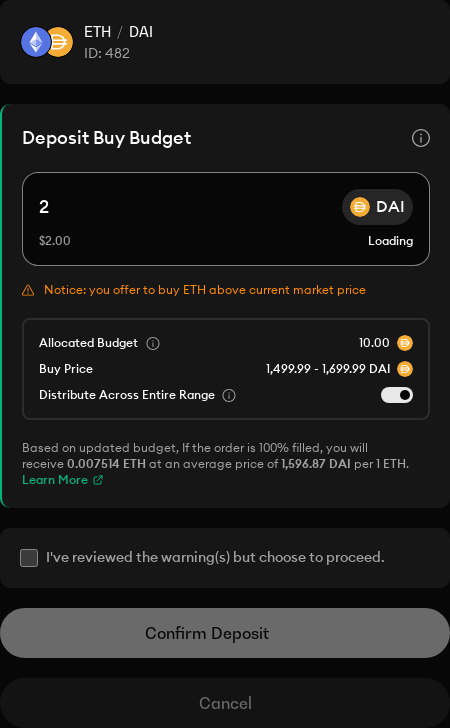 ETH / DAI
ID: 482
Deposit Buy Budget
2 DAI
$2.00 Loading
Notice: you offer to buy ETH above current market price
Allocated Budget 10.00
Buy Price 1,499.99 - 1,699.99 DAI
Distribute Across Entire Range
Based on updated budget, If the order is 100% filled, you will
receive 0.007514 ETH at an average price of 1,596.87 DAI per 1 ETH.
Learn More
I've reviewed the warning(s) but choose to proceed.
Confirm Deposit
Cancel